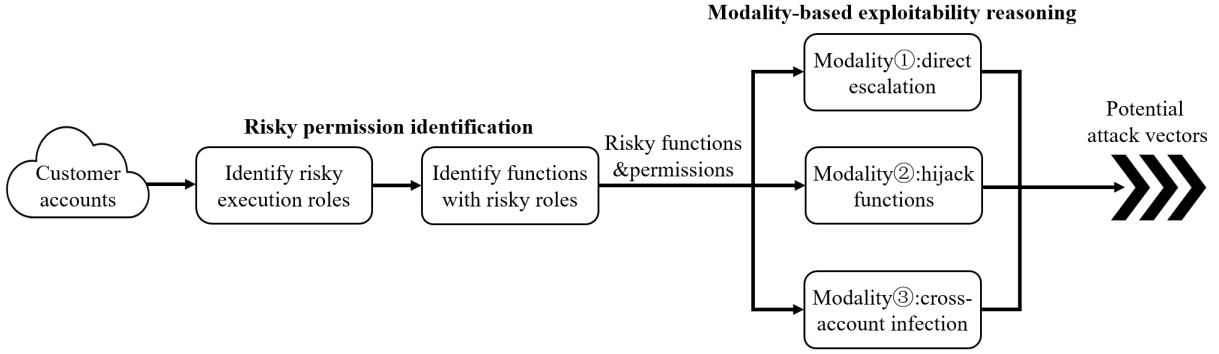 Modality-based exploitability reasoning
Customer
accounts
Risky permission identification
Identify risky
execution roles
Identify functions
with risky roles
Risky functions
&permissions
Modality①:direct
escalation
Modality②:hijack
functions
Modality③:cross-
account infection
Potential
attack vectors